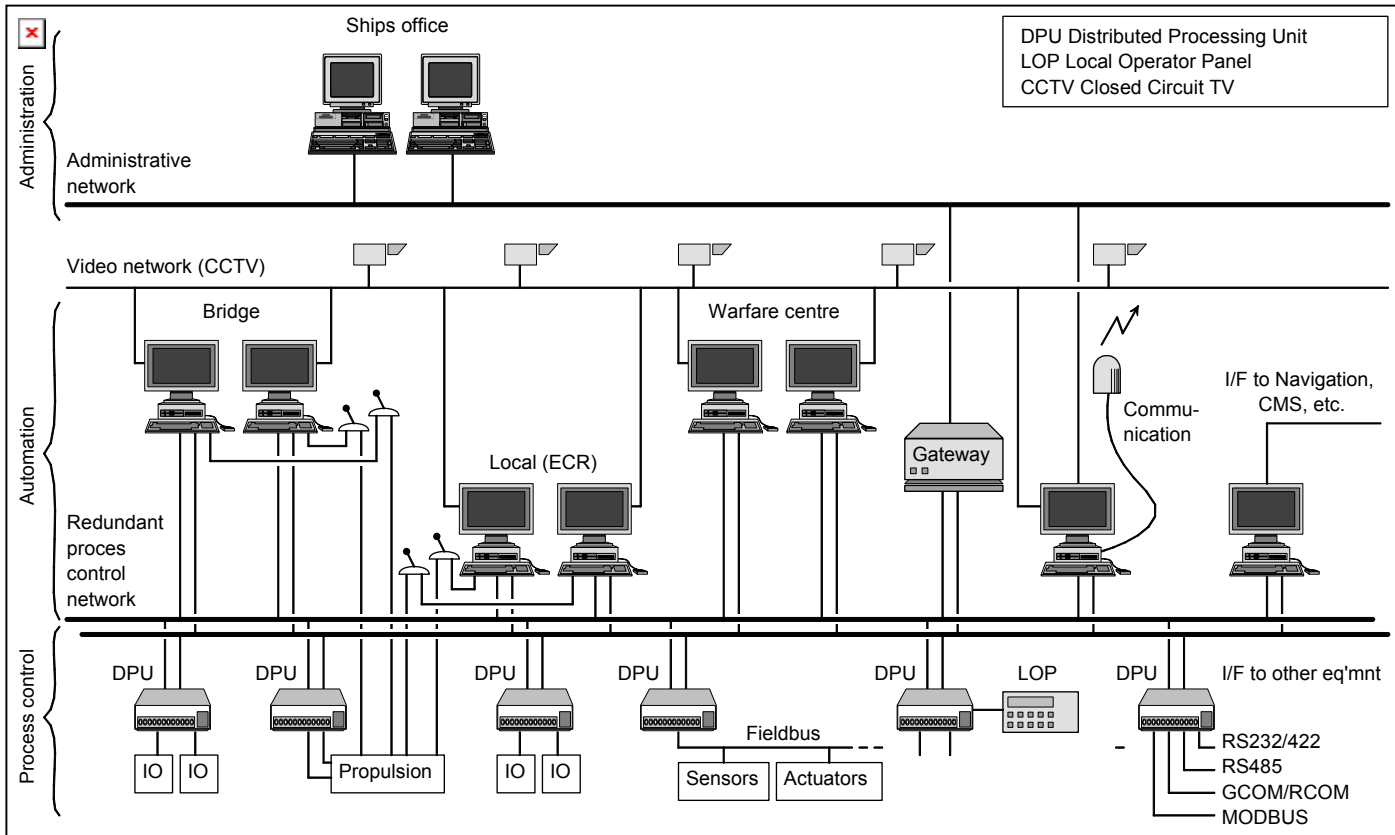 Ships office
DPU Distributed Processing Unit
LOP Local Operator Panel
CCTV Closed Circuit TV
Administration
Administrative
network
Video network (CCTV)
Bridge
Warfare centre
Automation
Commu-
nication
I/F to Navigation,
CMS, etc.
Gateway
Local (ECR)
Redundant
proces
control
network
Process control
DPU
DPU
DPU
DPU
DPU
LOP
DPU
I/F to other eq'mnt
IO
IO
Propulsion
IO
IO
Fieldbus
Sensors
Actuators
RS232/422
RS485
GCOM/RCOM
MODBUS